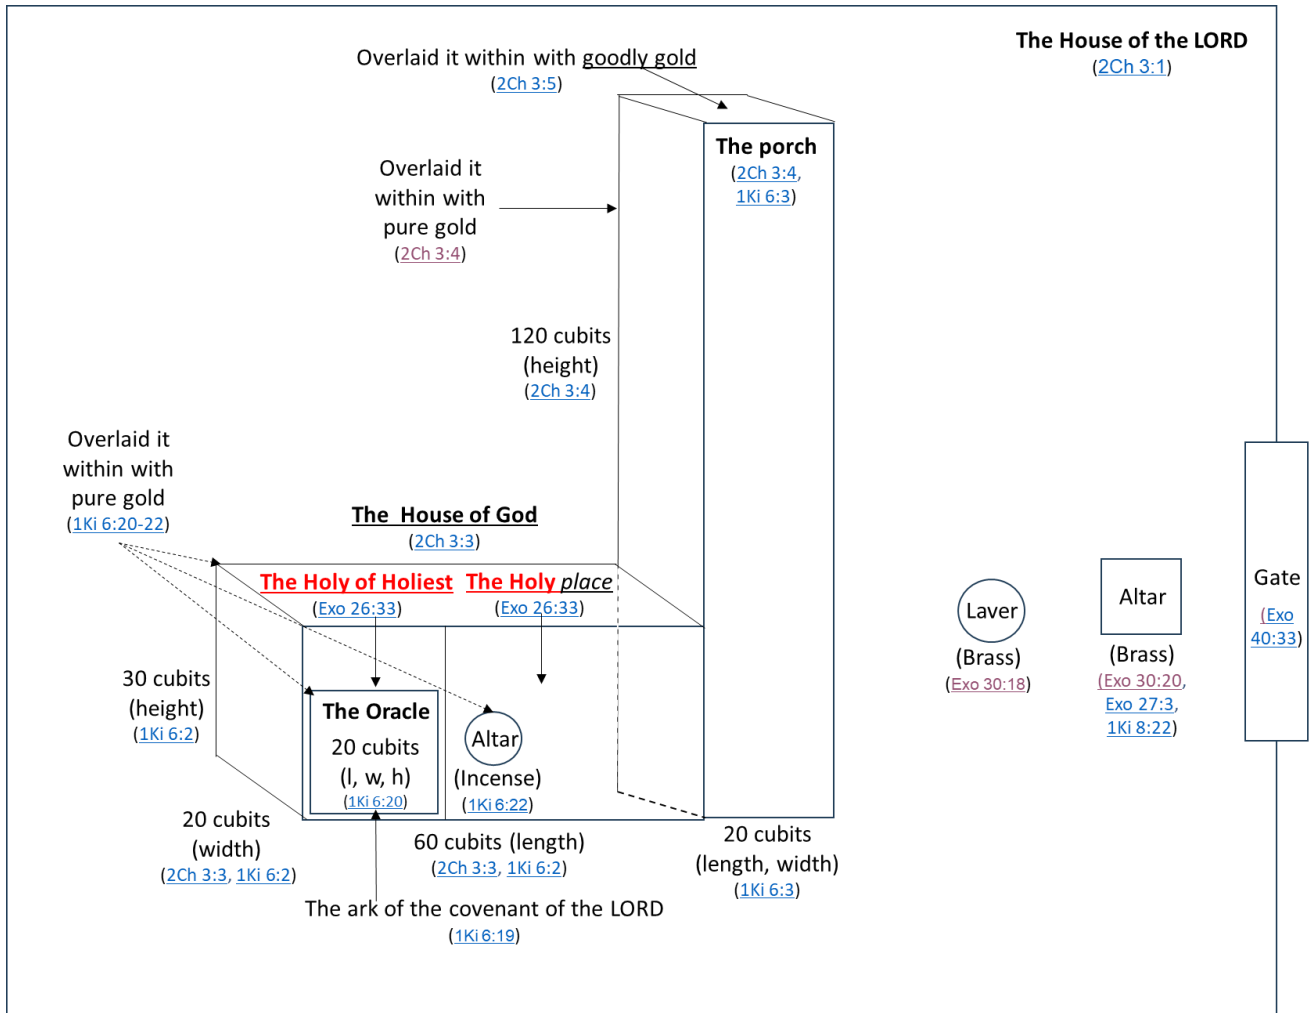 The House of the LORD
(2Ch 3:1)
Overlaid it within with goodly gold
(2Ch 3:5)
The porch
(2Ch 3:4,
1Ki 6:3)
Overlaid it
within with
pure gold
(2Ch 3:4)
120 cubits
(height)
(2Ch 3:4)
Overlaid it
within with
pure gold
(1Ki 6:20-22)
The House of God
(2Ch 3:3)
The Holy of Holiest
(Exo 26:33)
The Holy place
(Exo 26:33)
30 cubits
(height)
(1Ki 6:2)
The Oracle
20 cubits
(l, w, h)
(1Ki 6:20)
Altar
(Incense)
(1Ki 6:22)
20 cubits
(width)
(2Ch 3:3, 1Ki 6:2)
60 cubits (length)
(2Ch 3:3, 1Ki 6:2)
20 cubits
(length, width)
(1Ki 6:3)
The ark of the covenant of the LORD
(1Ki 6:19)
Laver
(Brass)
(Exo 30:18)
Altar
(Brass)
(Exo 30:20,
Exo 27:3,
1Ki 8:22)
Gate
(Exo
40:33)